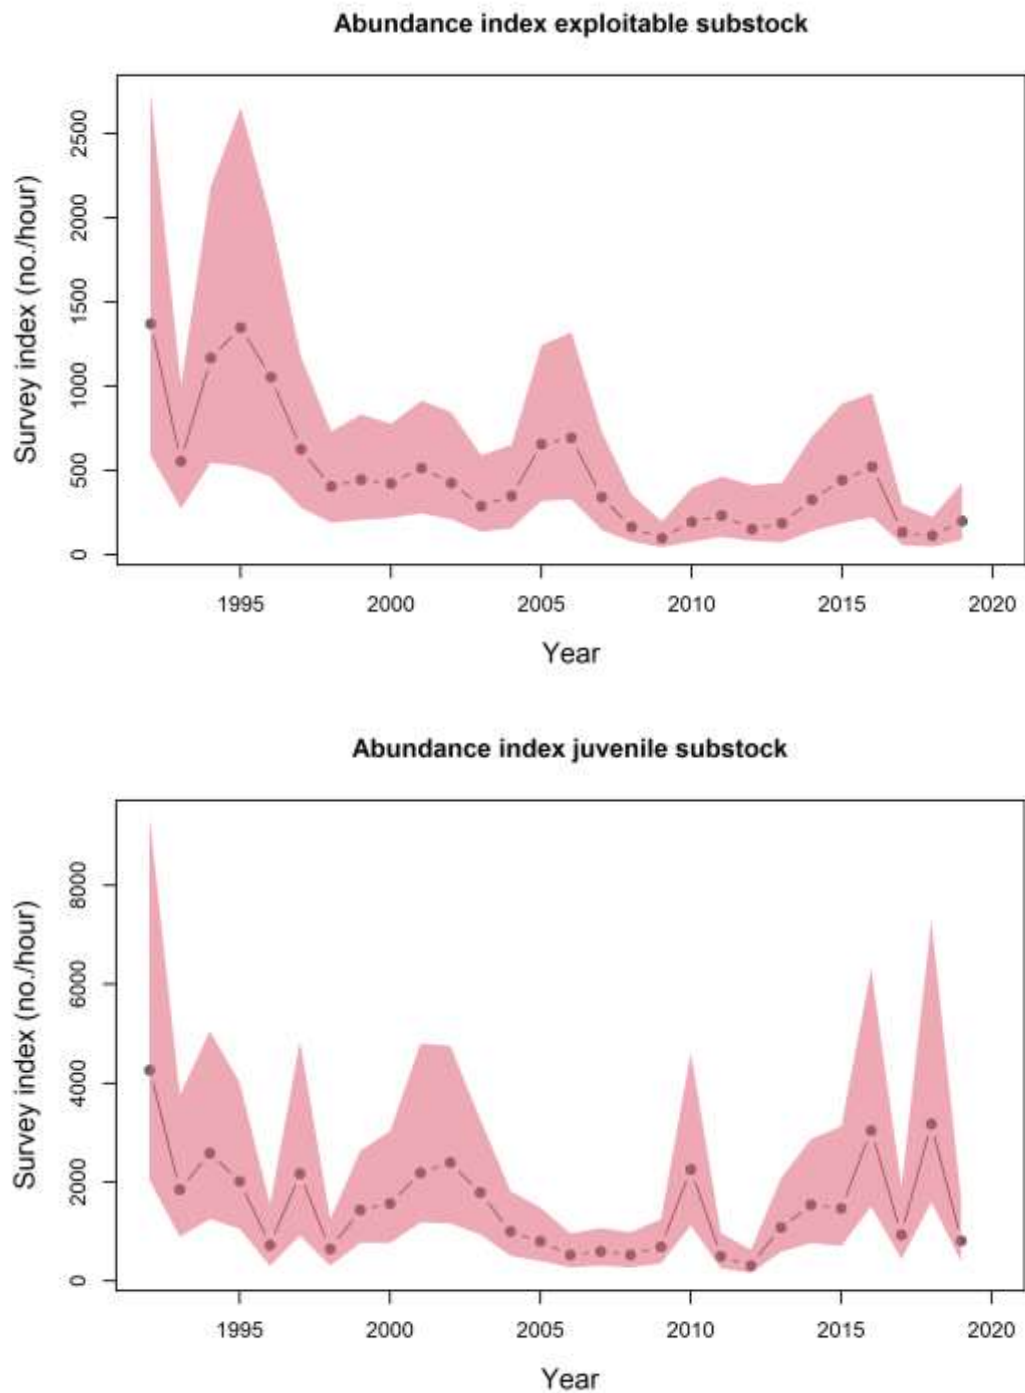 Abundance index exploitable substock
Survey index (no./hour)
2500
2000
1500
1000
500
0
1995 2000 2005 2010 2015 2020
Year
Abundance index juvenile substock
Survey index (no./hour)
8000
6000
4000
2000
0
1995 2000 2005 2010 2015 2020
Year